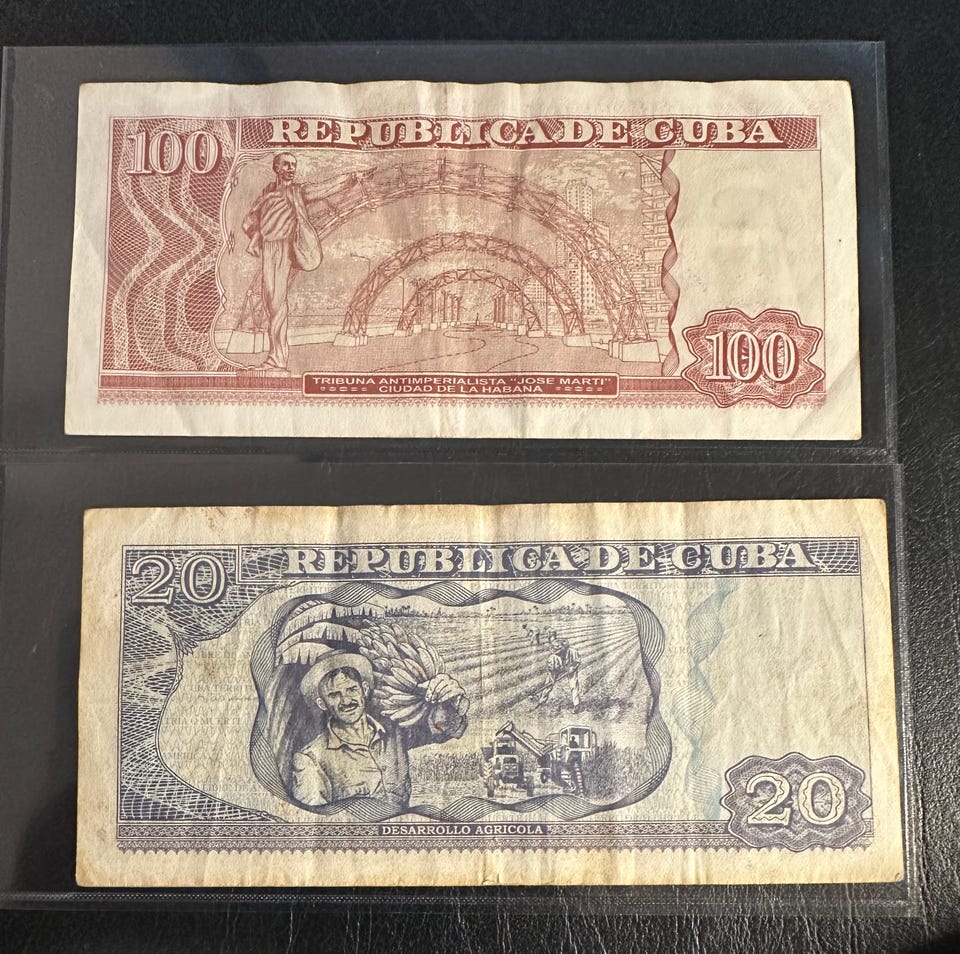 100
REPUBLICA DE CUBA
TRIBUNA ANTIMPERIALISTA "JOSE MARTI"
CIUDAD DE LA HABANA
100
20
REPUBLICA DE CUBA
DESARROLLO AGRICOLA
20